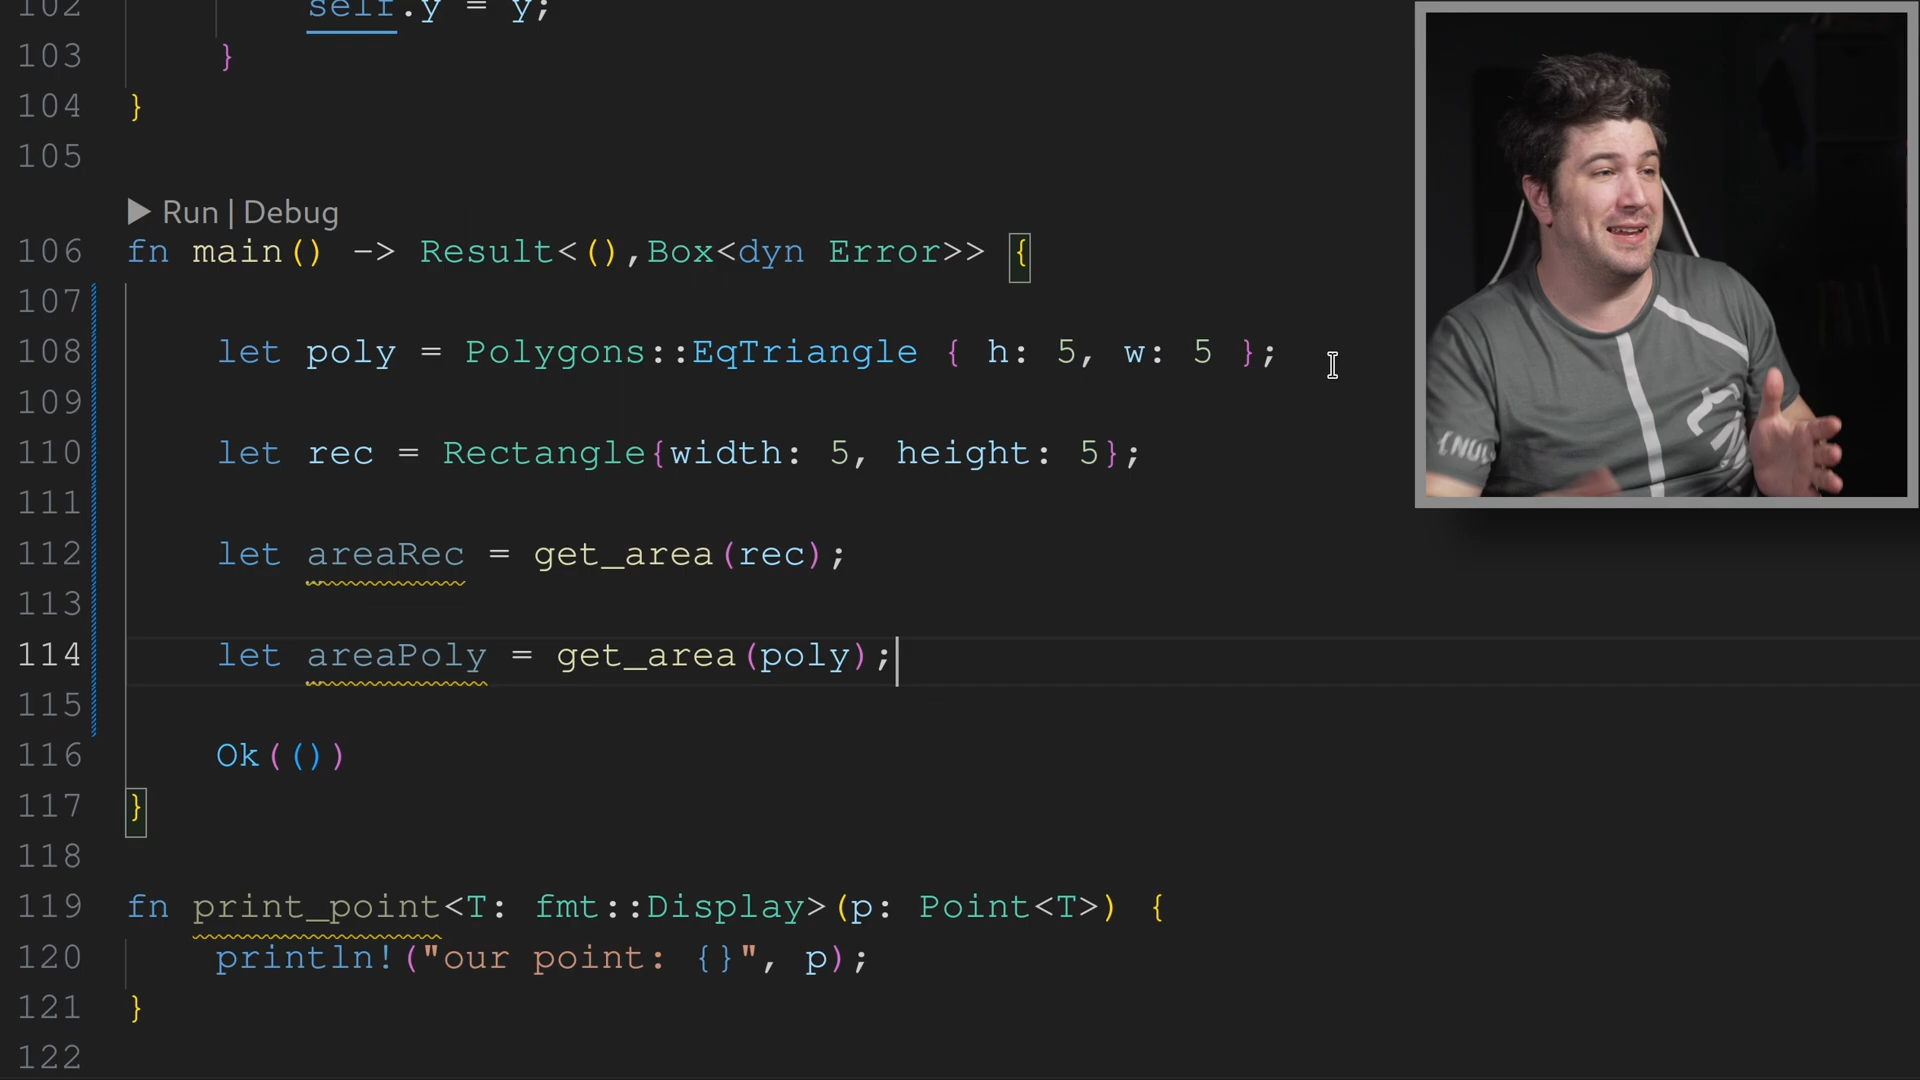 102 self.y = y;
103 }
104 }
105
Run | Debug
106 fn main() -> Result<(),Box<dyn Error>> {
107
108 let poly = Polygons::EqTriangle { h: 5, w: 5 };
109
110 let rec = Rectangle{width: 5, height: 5};
111
112 let areaRec = get_area(rec);
113
114 let areaPoly = get_area(poly);
115
116 Ok(())
117 }
118
119 fn print_point<T: fmt::Display>(p: Point<T>) {
120 println!("our point: {}", p);
121 }
122